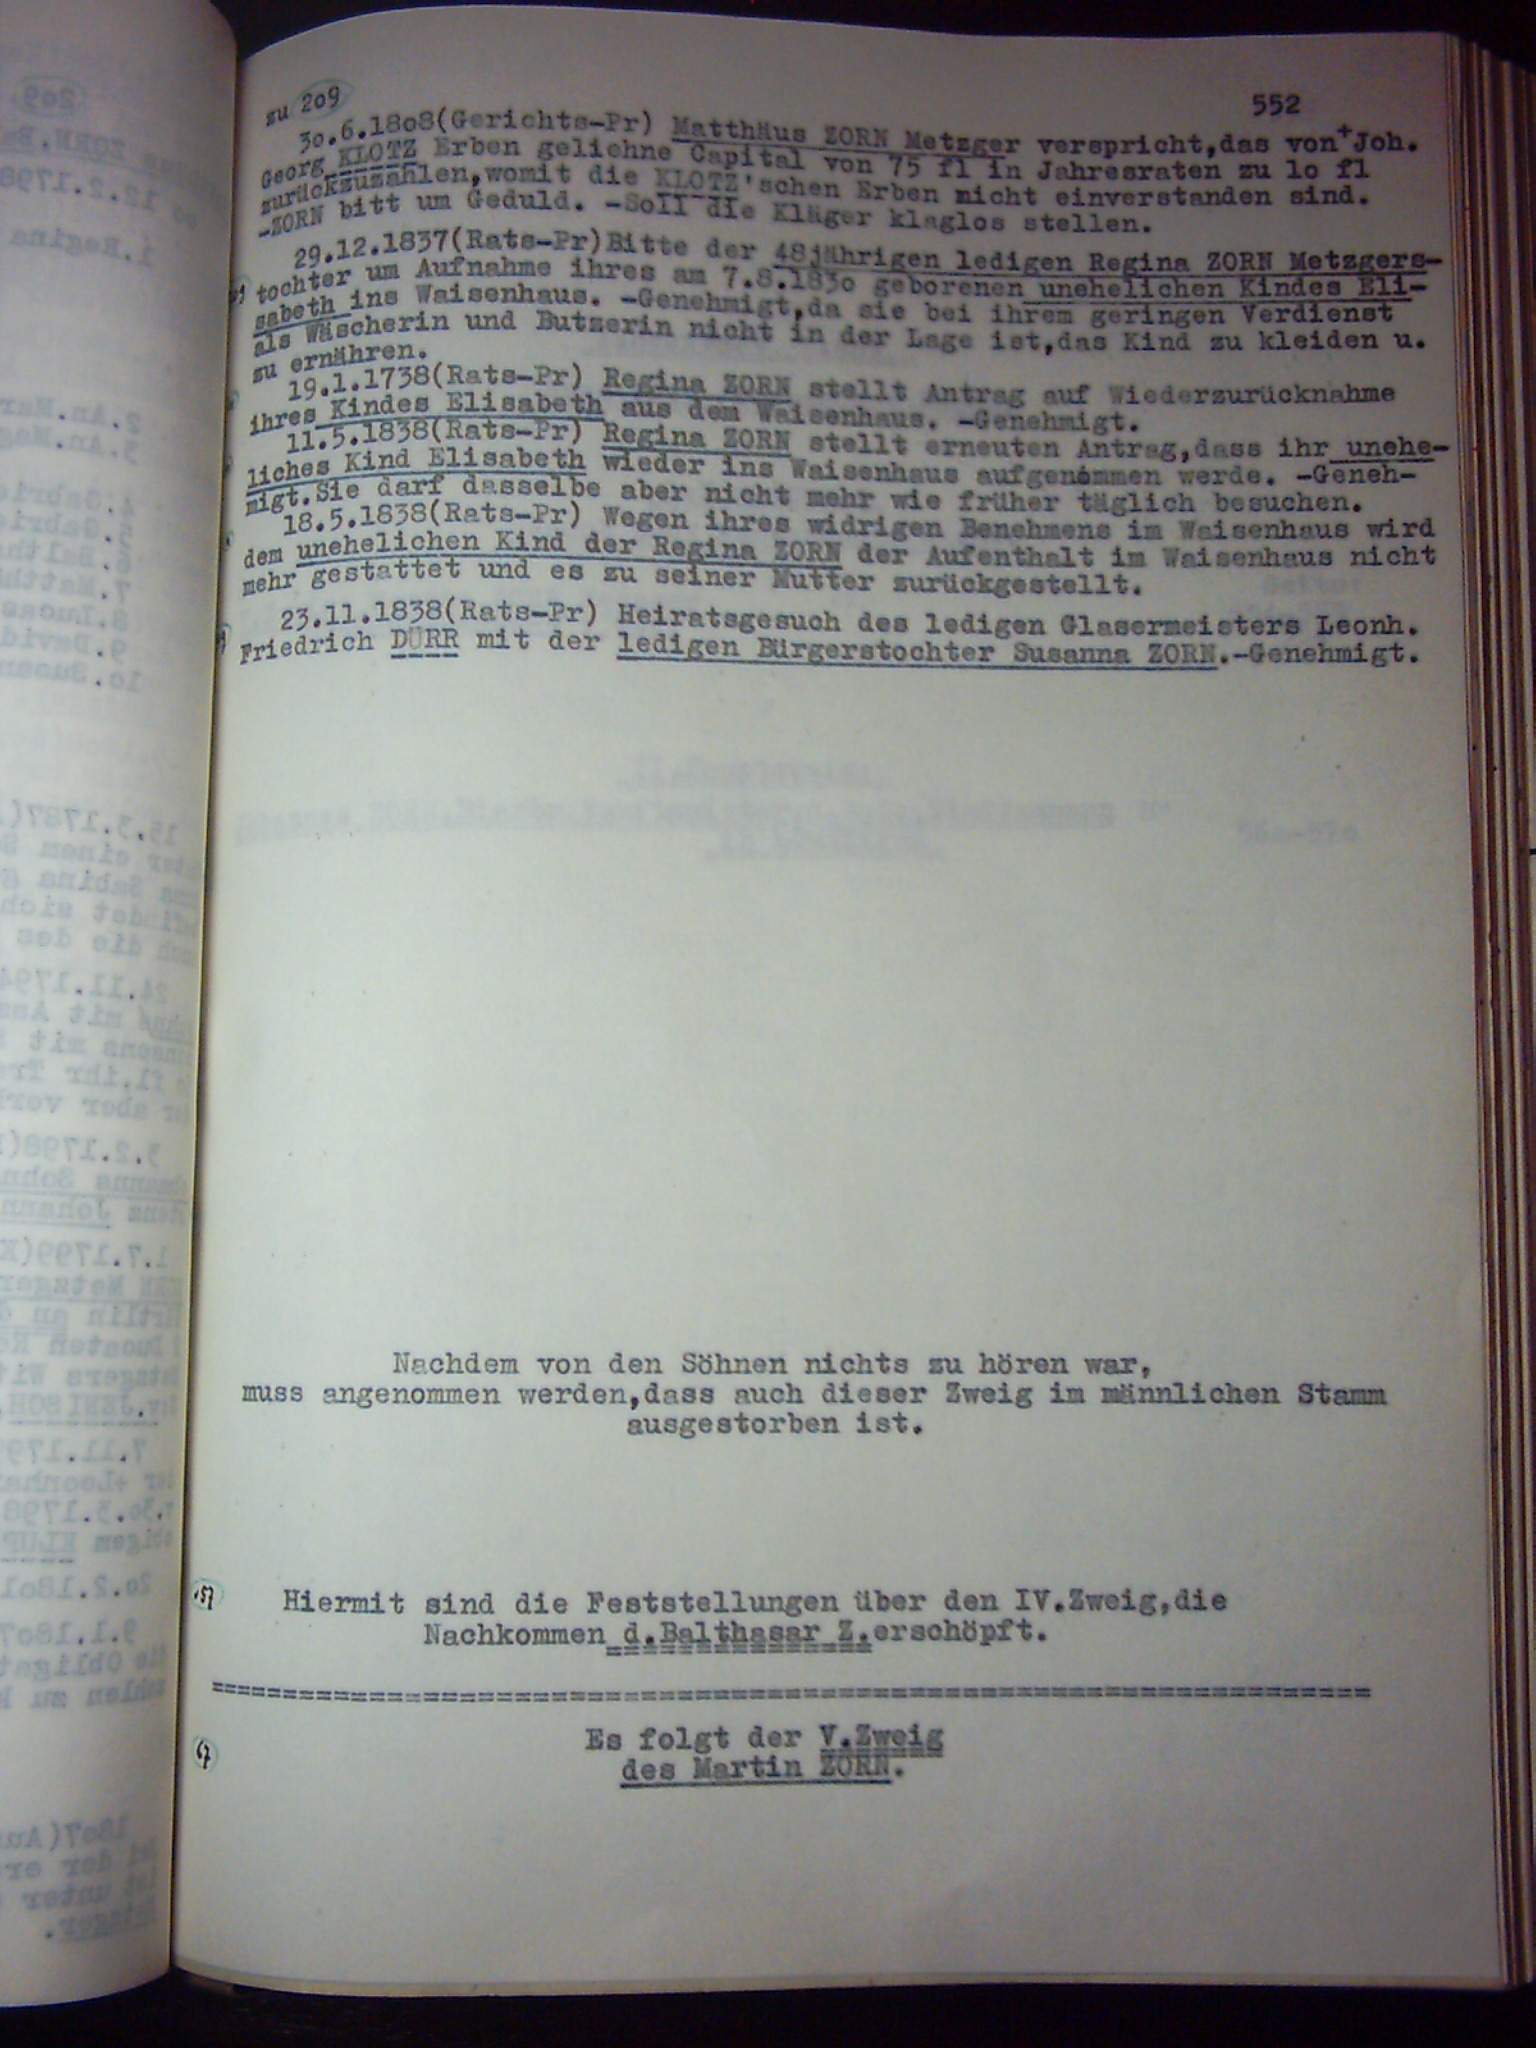 zu 209
552
30.6.18o8(Gerichts-Pr) Matthäus ZORN Metzger verspricht,das von+Joh.
Georg KLOTZ Erben geliehne Capital von 75 fl in Jahresraten zu lo fl
zurückzuzahlen,womit die KLOTZ'schen Erben nicht einverstanden sind.
-ZORN bitt um Geduld. -Soll die Kläger klaglos stellen.
29.12.1837(Rats-Pr)Bitte der 48jährigen ledigen Regina ZORN Metzgers-
tochter um Aufnahme ihres am 7.8.183o geborenen unehelichen Kindes Eli-
sabeth ins Waisenhaus. -Genehmigt,da sie bei ihrem geringen Verdienst
als Wäscherin und Butzerin nicht in der Lage ist,das Kind zu kleiden u.
zu ernähren.
19.1.1738(Rats-Pr) Regina ZORN stellt Antrag auf Wiederzurücknahme
ihres Kindes Elisabeth aus dem Waisenhaus. -Genehmigt.
11.5.1838(Rats-Pr) Regina ZORN stellt erneuten Antrag,dass ihr unehe-
liches Kind Elisabeth wieder ins Waisenhaus aufgenommen werde. -Geneh-
migt.Sie darf dasselbe aber nicht mehr wie früher täglich besuchen.
18.5.1838(Rats-Pr) Wegen ihres widrigen Benehmens im Waisenhaus wird
dem unehelichen Kind der Regina ZORN der Aufenthalt im Waisenhaus nicht
mehr gestattet und es zu seiner Mutter zurückgestellt.
23.11.1838(Rats-Pr) Heiratsgesuch des ledigen Glasermeisters Leonh.
Friedrich DÜRR mit der ledigen Bürgerstochter Susanna ZORN.-Genehmigt.
Nachdem von den Söhnen nichts zu hören war,
muss angenommen werden,dass auch dieser Zweig im männlichen Stamm
ausgestorben ist.
Hiermit sind die Feststellungen über den IV.Zweig,die
Nachkommen d.Balthasar Z.erschöpft.
Es folgt der V.Zweig
des Martin ZORN.